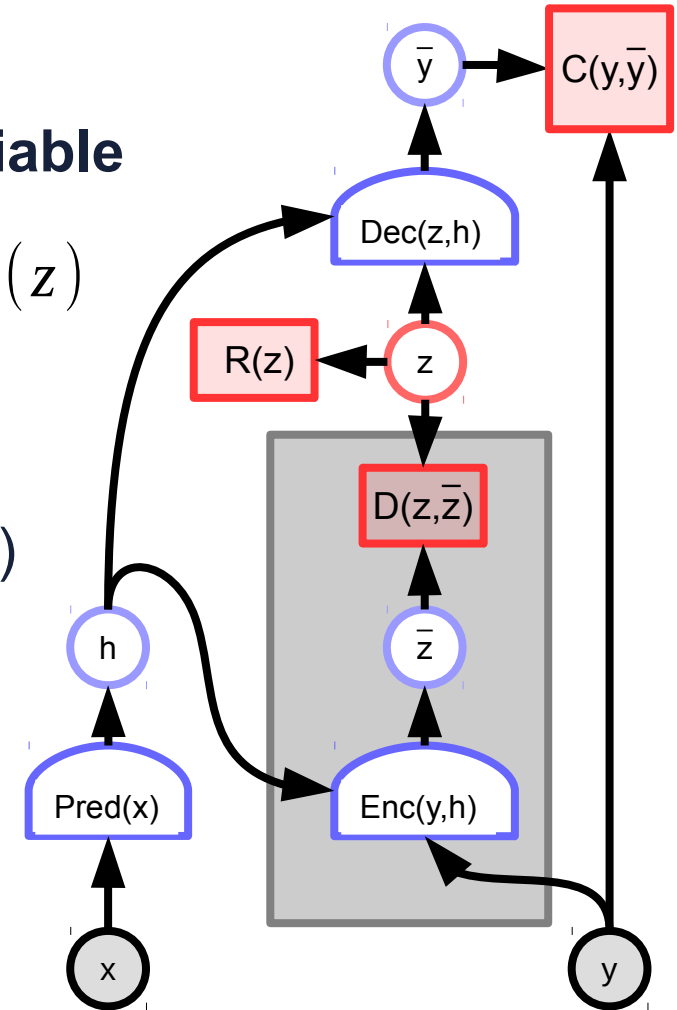 y̅
C(y,y̅)
iable
Dec(z,h)
(z)
R(z)
z
D(z,z̅)
)
h
z̅
Pred(x)
Enc(y,h)
x
y